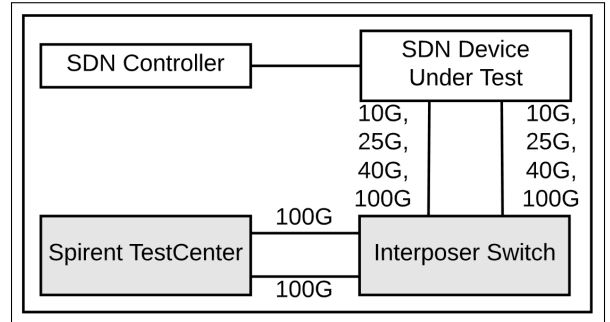 SDN Controller
SDN Device
Under Test
10G,
25G,
40G,
100G
10G,
25G,
40G,
100G
Spirent TestCenter
100G
100G
Interposer Switch